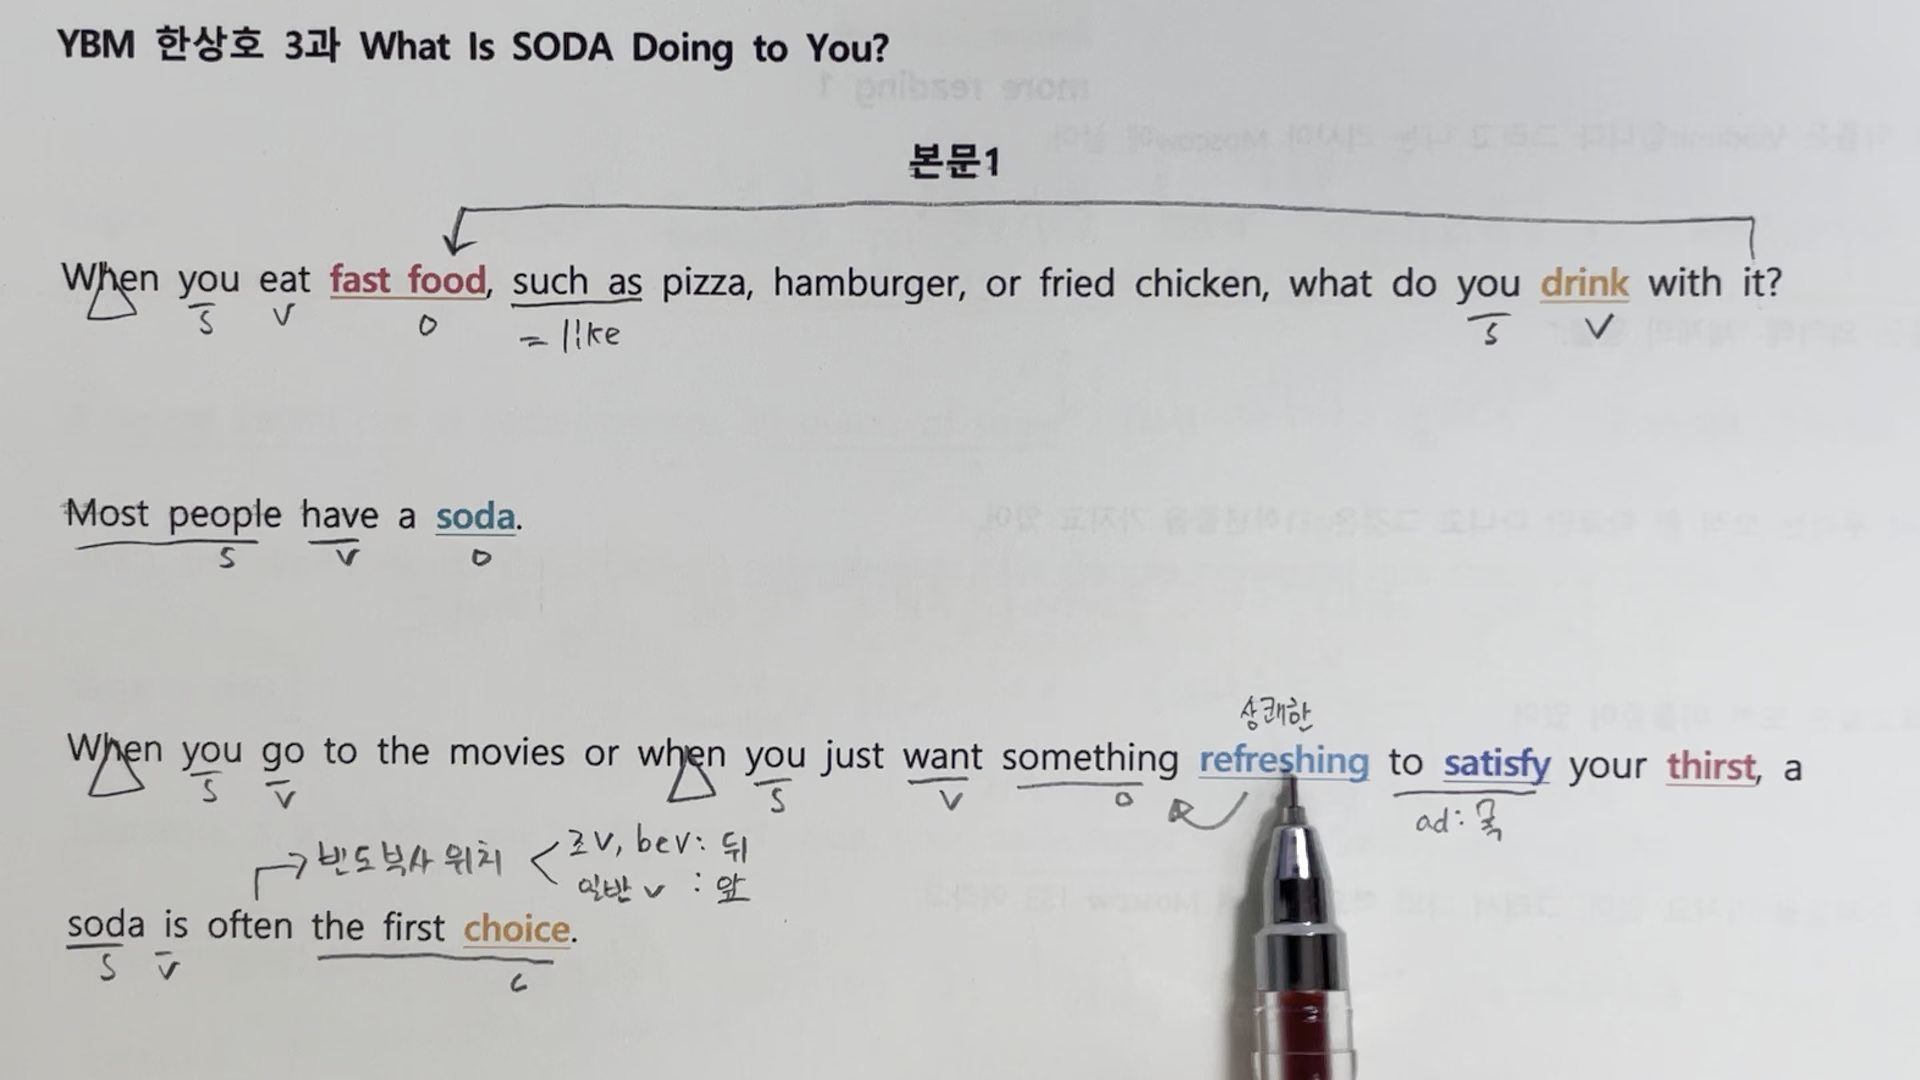 YBM 한상호 3과 What Is SODA Doing to You?
본문1
When you eat fast food, such as pizza, hamburger, or fried chicken, what do you drink with it?
S V O = like S V
Most people have a soda.
S V O
상쾌한
When you go to the movies or when you just want something refreshing to satisfy your thirst, a
S V S V O ad:
빈도부사 위치 < 조V, beV: 뒤
일반 V : 앞
soda is often the first choice.
S V C